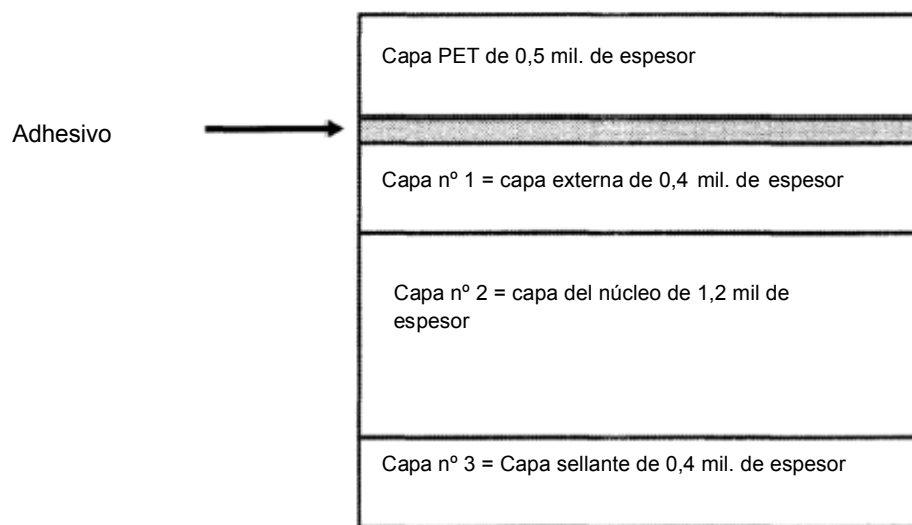 Capa PET de 0,5 mil. de espesor
Adhesivo
Capa nº 1 = capa externa de 0,4 mil. de espesor
Capa nº 2 = capa del núcleo de 1,2 mil de
espesor
Capa nº 3 = Capa sellante de 0,4 mil. de espesor